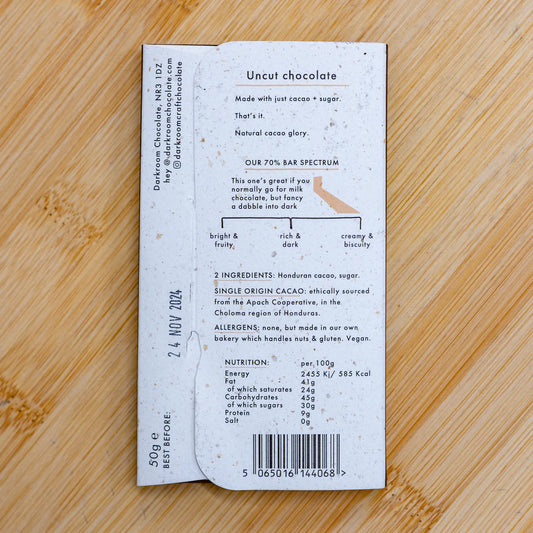 Uncut chocolate
Made with just cacao + sugar.
That's it.
Natural cacao glory.
OUR 70% BAR SPECTRUM
This one's great if you
normally go for milk
chocolate, but fancy
a dabble into dark
bright &
fruity
rich &
dark
creamy &
biscuity
2 INGREDIENTS: Honduran cacao, sugar.
SINGLE ORIGIN CACAO: ethically sourced
from the Apach Cooperative, in the
Choloma region of Honduras.
ALLERGENS: none, but made in our own
bakery which handles nuts & gluten. Vegan.
NUTRITION: per 100g
Energy 2455 Kj/ 585 Kcal
Fat 41g
of which saturates 24g
Carbohydrates 45g
of which sugars 30g
Protein 9g
Salt 0g
5 065016 144068 >
Darkroom Chocolate, NR3 1DZ
hey @darkroomchocolate.com
darkroomcraftchocolate
24 NOV 2024
50g e
BEST BEFORE: